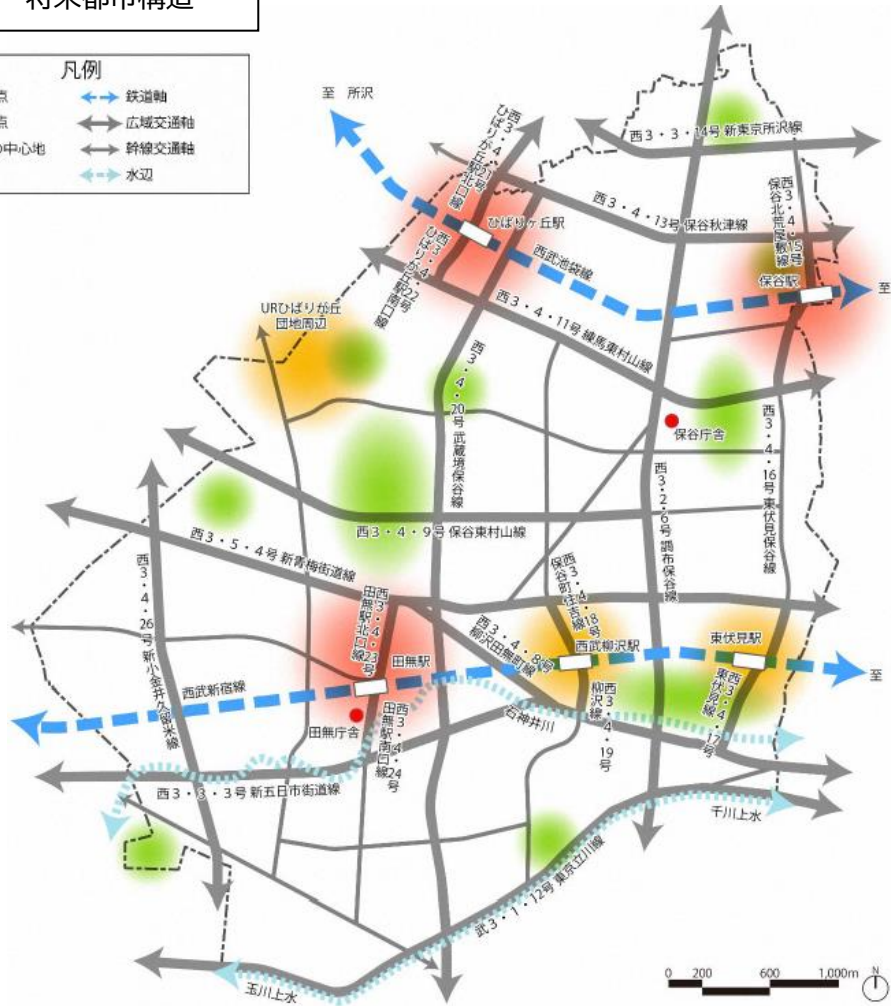 将来都市構造
凡例
点
鉄道軸
点
広域交通軸
の中心地
幹線交通軸
水辺
至 所沢
西3・4・21号
ひばりが丘駅北口線
西3・3・14号 新東京所沢線
西3・4・13号 保谷秋津線
西3・4・15号
保谷北荒屋敷線
ひばりヶ丘駅
西武池袋線
保谷駅
至
西3・4・22号
ひばりが丘駅南口線
URひばりが丘
団地周辺
西3・4・11号 練馬東村山線
西3・4・20号 武蔵境保谷線
保谷庁舎
西3・4・16号 東伏見保谷線
西3・2・6号 調布保谷線
西3・4・9号 保谷東村山線
西3・5・4号 新青梅街道線
西3・4・26号 新小金井久留米線
西3・4・23号
田無駅北口線
西3・4・18号
保谷町住吉線
西3・4・8号
柳沢田無町線
田無駅
西武柳沢駅
東伏見駅
至
西武新宿線
西3・4・17号
東伏見線
西3・4・19号
柳沢線
石神井川
田無庁舎
西3・4・24号
田無駅南口線
西3・3・3号 新五日市街道線
千川上水
武3・1・12号 東京立川線
玉川上水
0 200 600 1,000m
N